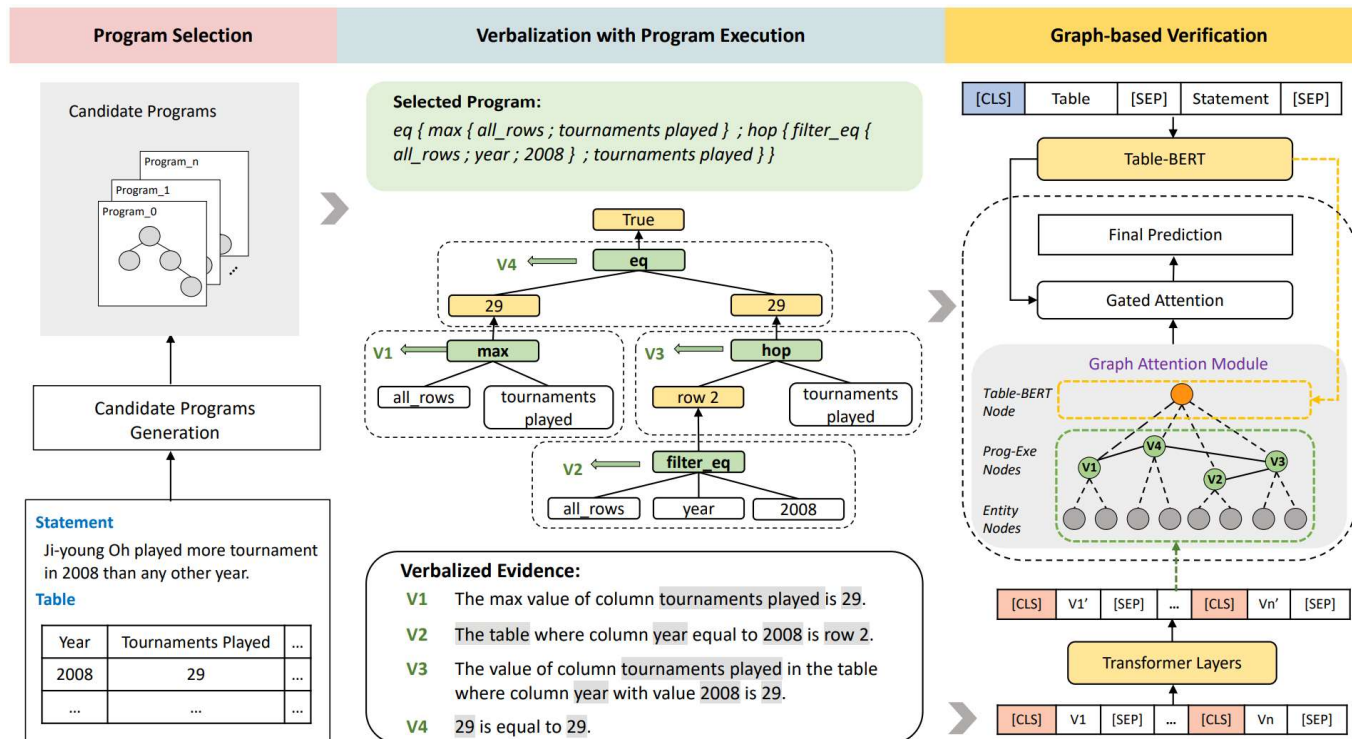 Program Selection
Verbalization with Program Execution
Graph-based Verification
Candidate Programs
Program_n
Program_1
Program_0
...
Candidate Programs
Generation
Statement
Ji-young Oh played more tournament
in 2008 than any other year.
Table
Year Tournaments Played ...
2008 29 ...
... ... ...
Selected Program:
eq { max { all_rows ; tournaments played } ; hop { filter_eq {
all_rows ; year ; 2008 } ; tournaments played } }
True
V4 eq
29 29
V1 max
V3 hop
all_rows
tournaments
played
row 2
tournaments
played
V2 filter_eq
all_rows year 2008
Verbalized Evidence:
V1 The max value of column tournaments played is 29.
V2 The table where column year equal to 2008 is row 2.
V3 The value of column tournaments played in the table
where column year with value 2008 is 29.
V4 29 is equal to 29.
[CLS] Table [SEP] Statement [SEP]
Table-BERT
Final Prediction
Gated Attention
Graph Attention Module
Table-BERT
Node
Prog-Exe
Nodes
V1 V4 V2 V3
Entity
Nodes
[CLS] V1' [SEP] ... [CLS] Vn' [SEP]
Transformer Layers
[CLS] V1 [SEP] ... [CLS] Vn [SEP]